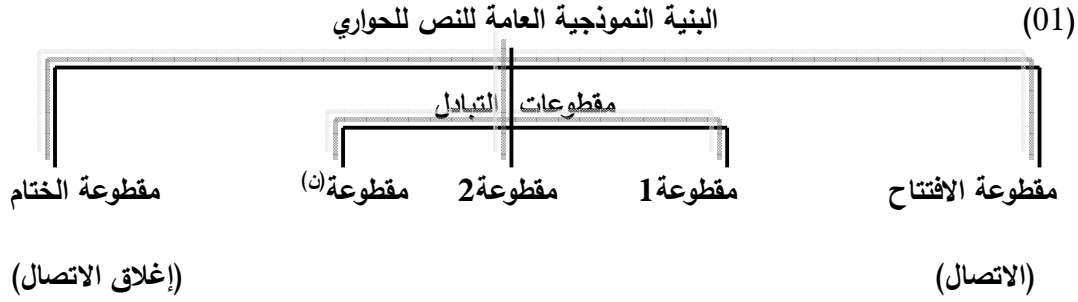 (01) البنية النموذجية العامة للنص للحواري
مقطوعات التبادل
مقطوعة الافتتاح مقطوعة1 مقطوعة2 مقطوعة(ن) مقطوعة الختام
(الاتصال) (إغلاق الاتصال)